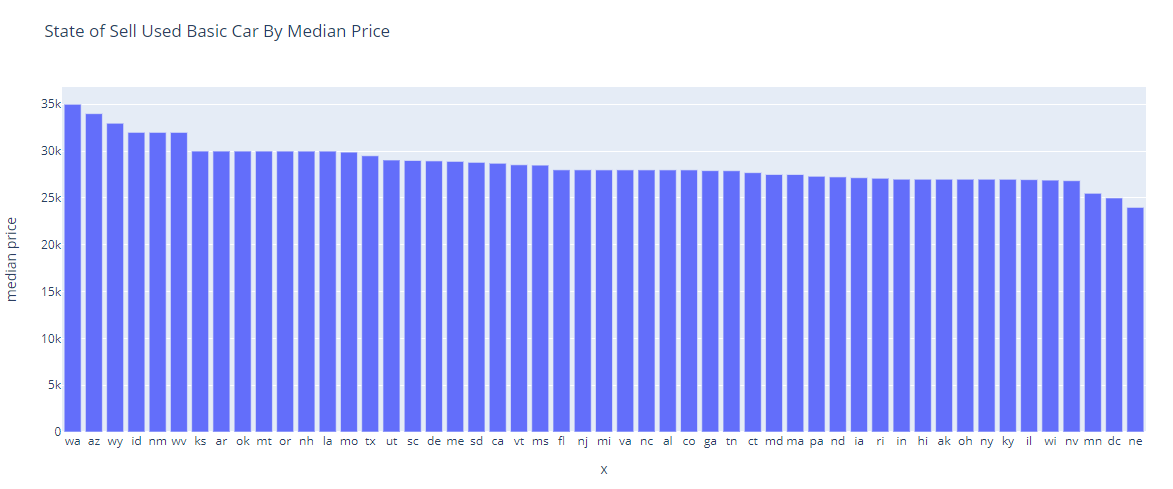 State of Sell Used Basic Car By Median Price
median price
35k
30k
25k
20k
15k
10k
5k
0
wa az wy id nm wv ks ar ok mt or nh la mo tx ut sc de me sd ca vt ms fl nj mi va nc al co ga tn ct md ma pa nd ia ri in hi ak oh ny ky il wi nv mn dc ne
x